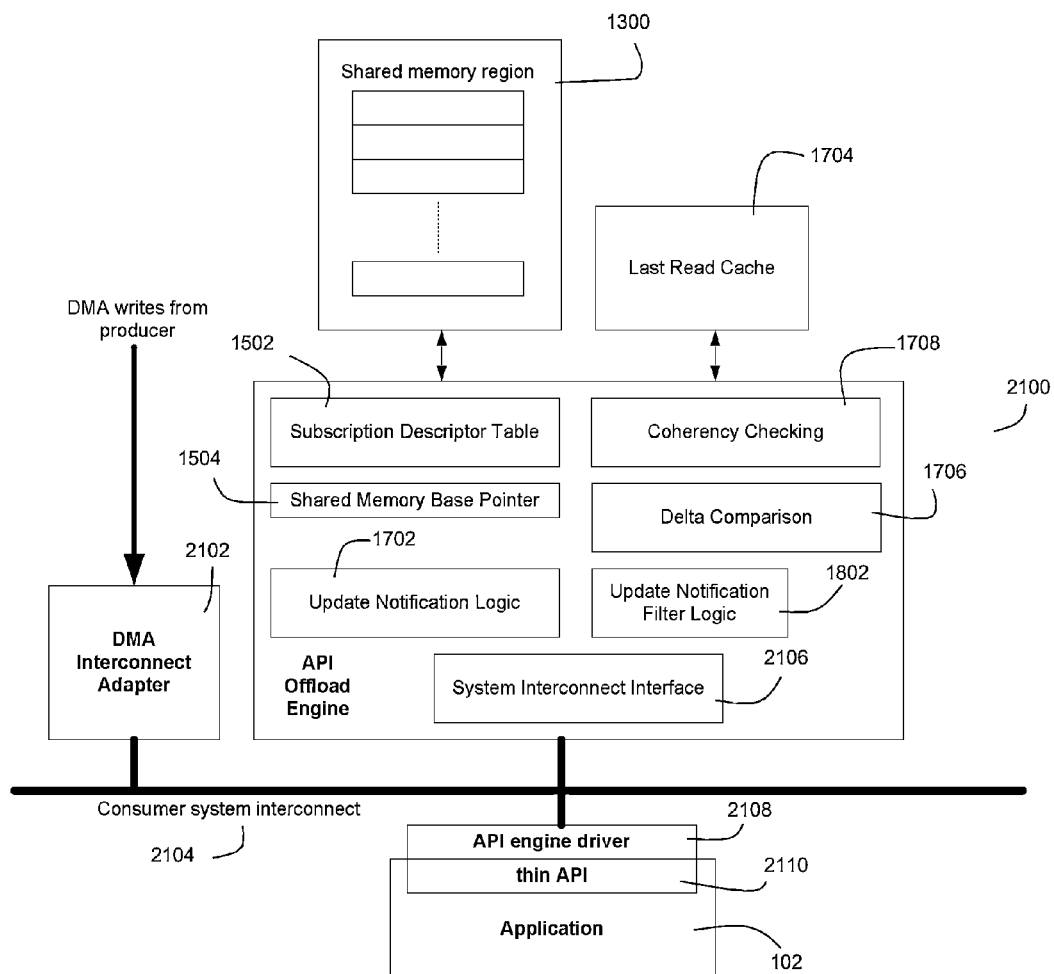 1300
Shared memory region
1704
Last Read Cache
DMA writes from
producer
1502
1708
2100
Subscription Descriptor Table
Coherency Checking
1504
1706
Shared Memory Base Pointer
Delta Comparison
1702
2102
1802
Update Notification Logic
Update Notification
Filter Logic
DMA
Interconnect
Adapter
API
Offload
Engine
2106
System Interconnect Interface
Consumer system interconnect
2104
2108
API engine driver
thin API
2110
Application
102